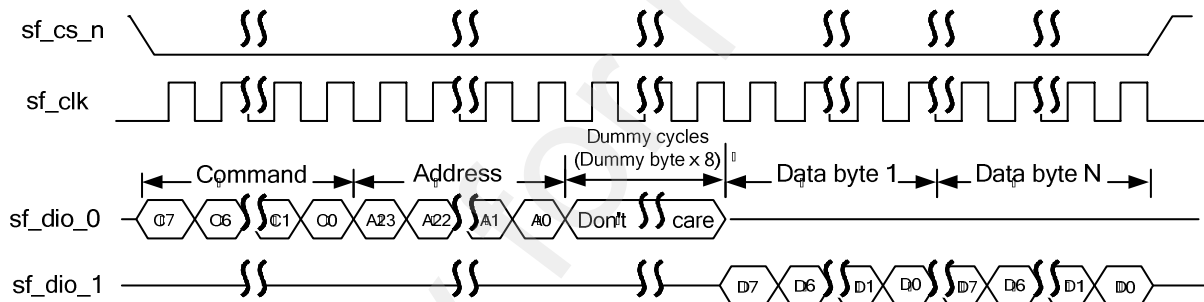 sf_cs_n
sf_clk
Dummy cycles
(Dummy byte x 8)
Command
Address
Data byte 1
Data byte N
sf_dio_0
C7 C6 C1 C0 A23 A22 A1 A0 Don't care
sf_dio_1
D7 D6 D1 D0 D7 D6 D1 D0